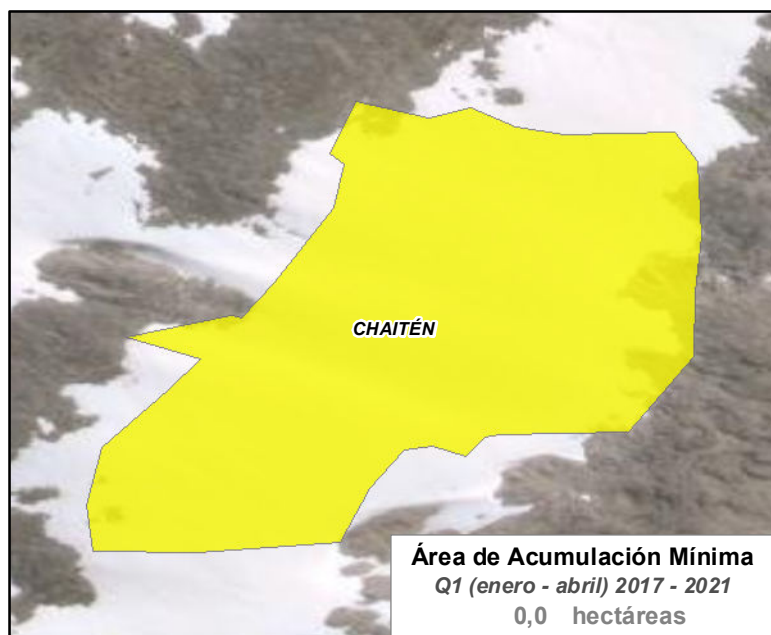 CHAITÉN
Área de Acumulación Mínima
Q1 (enero - abril) 2017 - 2021
0,0 hectáreas